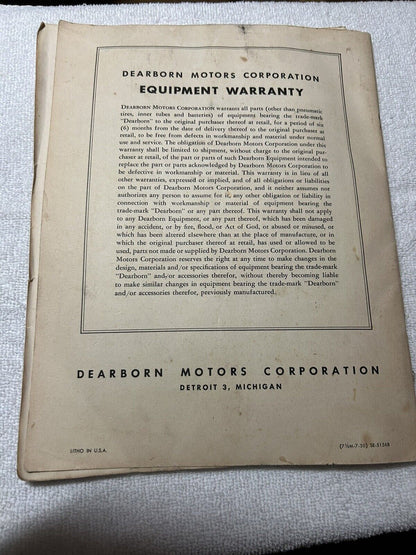 DEARBORN MOTORS CORPORATION
EQUIPMENT WARRANTY
DEARBORN MOTORS CORPORATION warrants all parts (other than pneumatic
tires, inner tubes and batteries) of equipment bearing the trade-mark
"Dearborn" to the original purchaser thereof at retail, for a period of six
(6) months from the date of delivery thereof to the original purchaser at
retail, to be free from defects in workmanship and material under normal
use and service. The obligation of Dearborn Motors Corporation under this
warranty shall be limited to shipment, without charge to the original pur-
chaser at retail, of the part or parts of such Dearborn Equipment intended to
replace the part or parts acknowledged by Dearborn Motors Corporation to
be defective in workmanship or material. This warranty is in lieu of all
other warranties, expressed or implied, and of all obligations or liabilities
on the part of Dearborn Motors Corporation, and it neither assumes nor
authorizes any person to assume for it, any other obligation or liability in
connection with workmanship or material of equipment bearing the
trade-mark "Dearborn" or any part thereof. This warranty shall not apply
to any Dearborn Equipment, or any part thereof, which has been damaged
in any accident, or by fire, flood, or Act of God, or abused or misused, or
which has been altered elsewhere than at the place of manufacture, or in
which the original purchaser thereof at retail, has used or allowed to be
used, parts not made or supplied by Dearborn Motors Corporation. Dearborn
Motors Corporation reserves the right at any time to make changes in the
design, materials and/or specifications of equipment bearing the trade-mark
"Dearborn" and/or accessories therefor, without thereby becoming liable
to make similar changes in equipment bearing the trade-mark "Dearborn"
and/or accessories therefor, previously manufactured.
DEARBORN MOTORS CORPORATION
DETROIT 3, MICHIGAN
LITHO IN U.S.A.
(7½M-7-50) SE-5134B